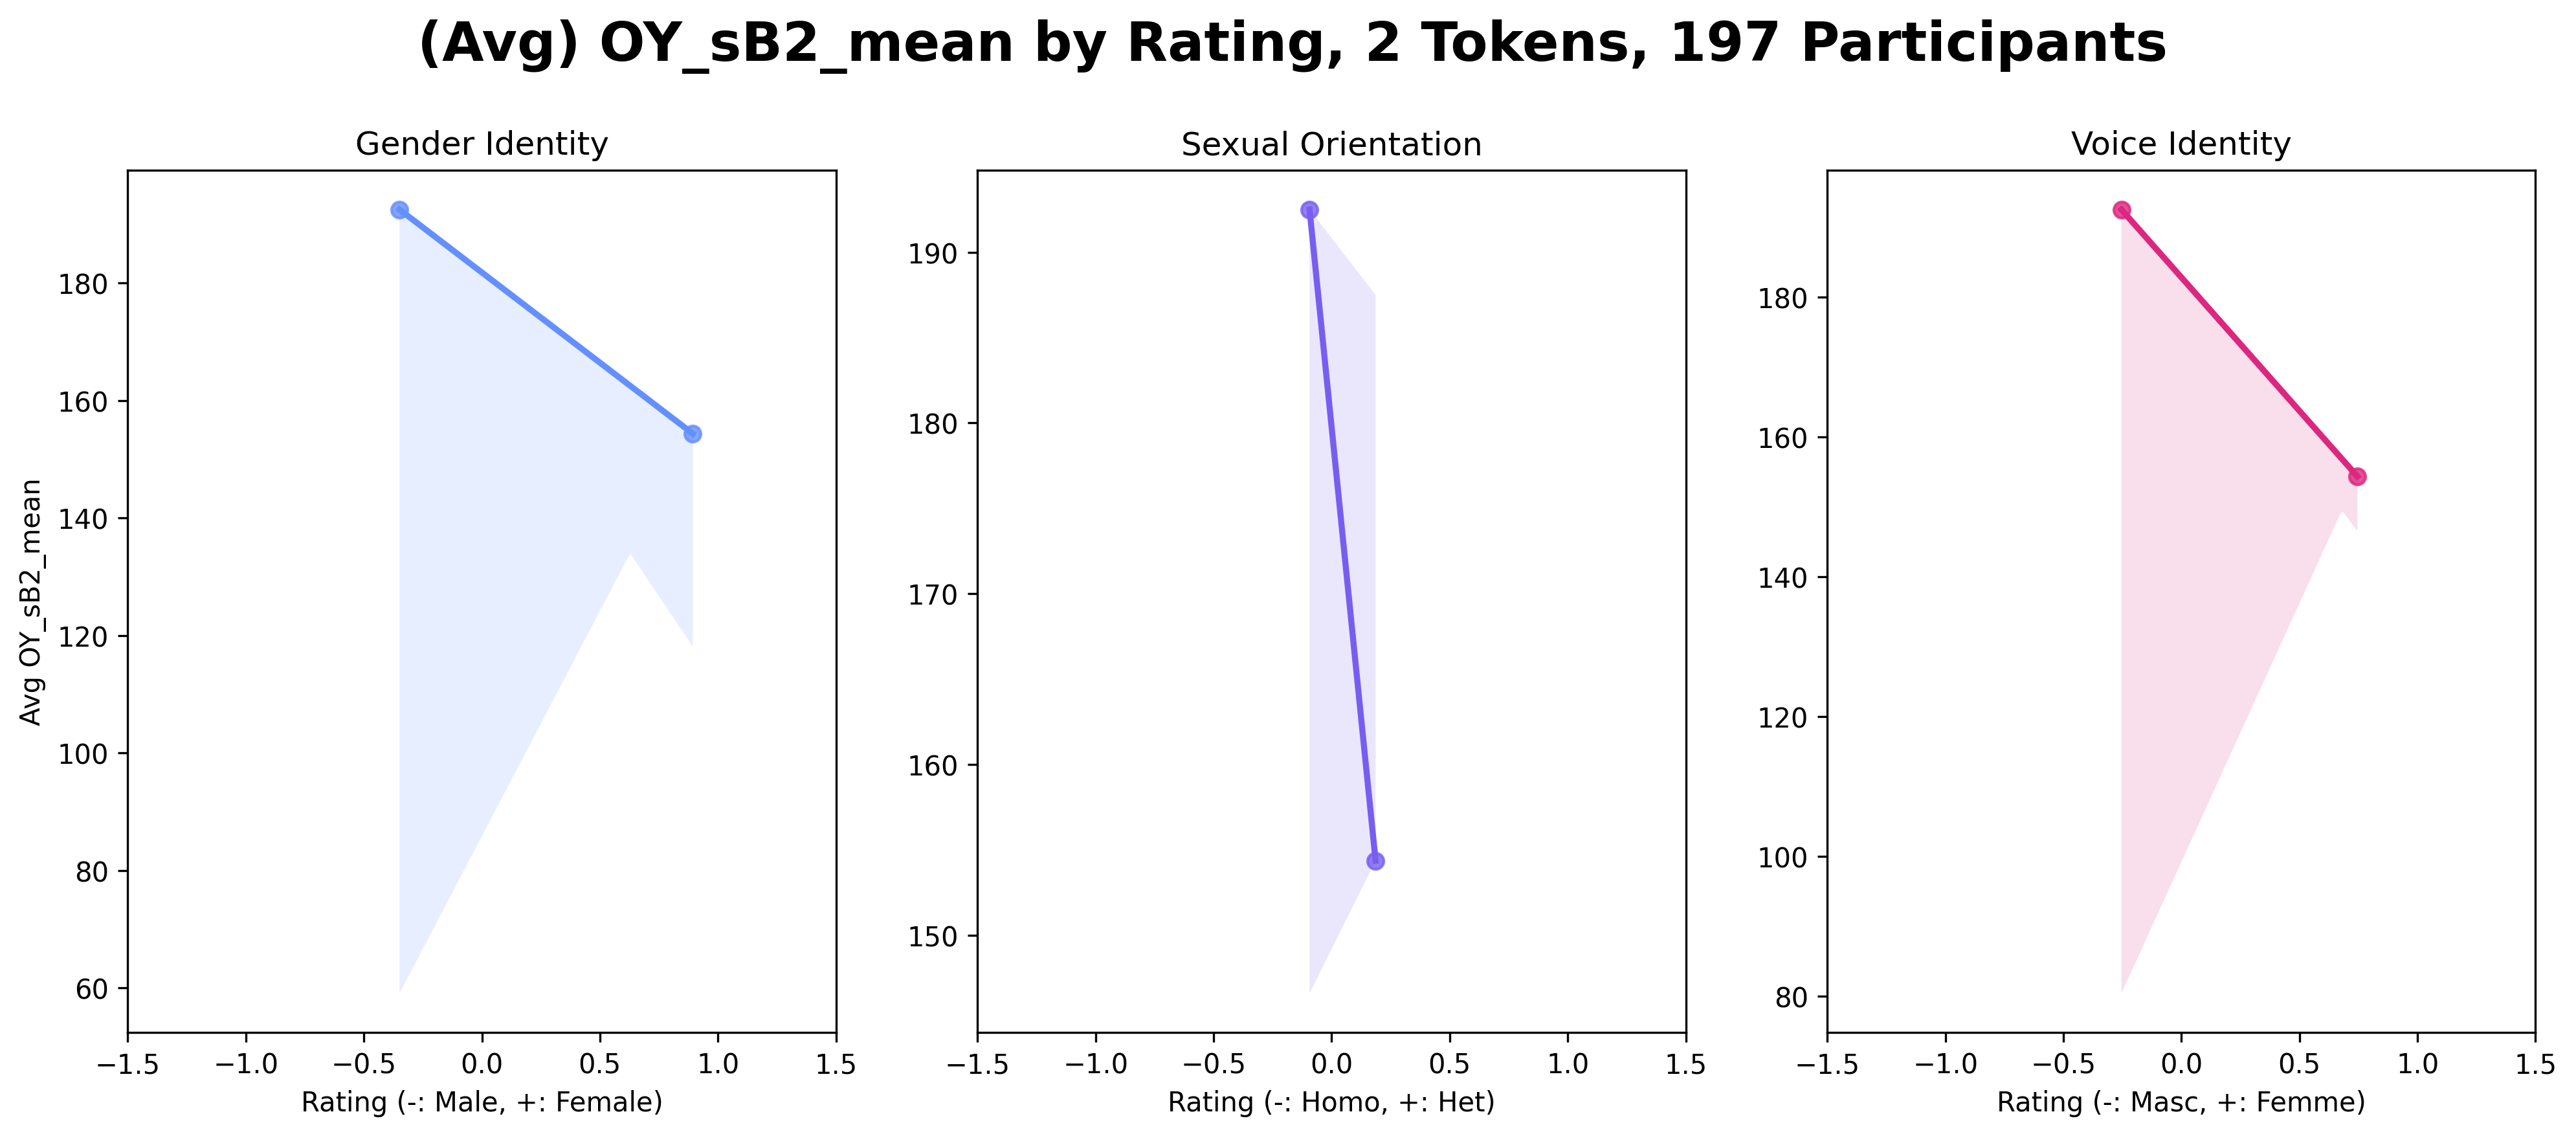 (Avg) OY_sB2_mean by Rating, 2 Tokens, 197 Participants
Gender Identity
Avg OY_sB2_mean
180
160
140
120
100
80
60
−1.5 −1.0 −0.5 0.0 0.5 1.0 1.5
Rating (-: Male, +: Female)
Sexual Orientation
190
180
170
160
150
−1.5 −1.0 −0.5 0.0 0.5 1.0 1.5
Rating (-: Homo, +: Het)
Voice Identity
180
160
140
120
100
80
−1.5 −1.0 −0.5 0.0 0.5 1.0 1.5
Rating (-: Masc, +: Femme)